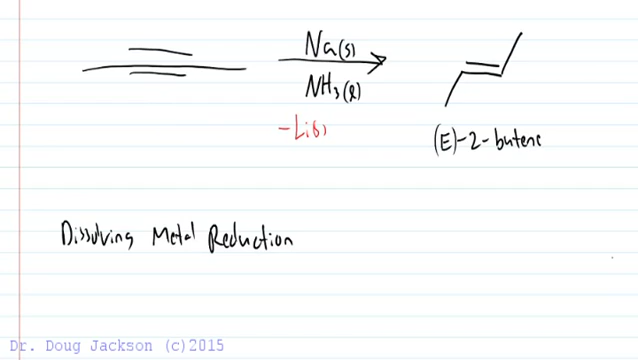 Na(s)
NH₃(l)
-Li(s)
(E)-2-butene
Dissolving Metal Reduction
Dr. Doug Jackson (c)2015